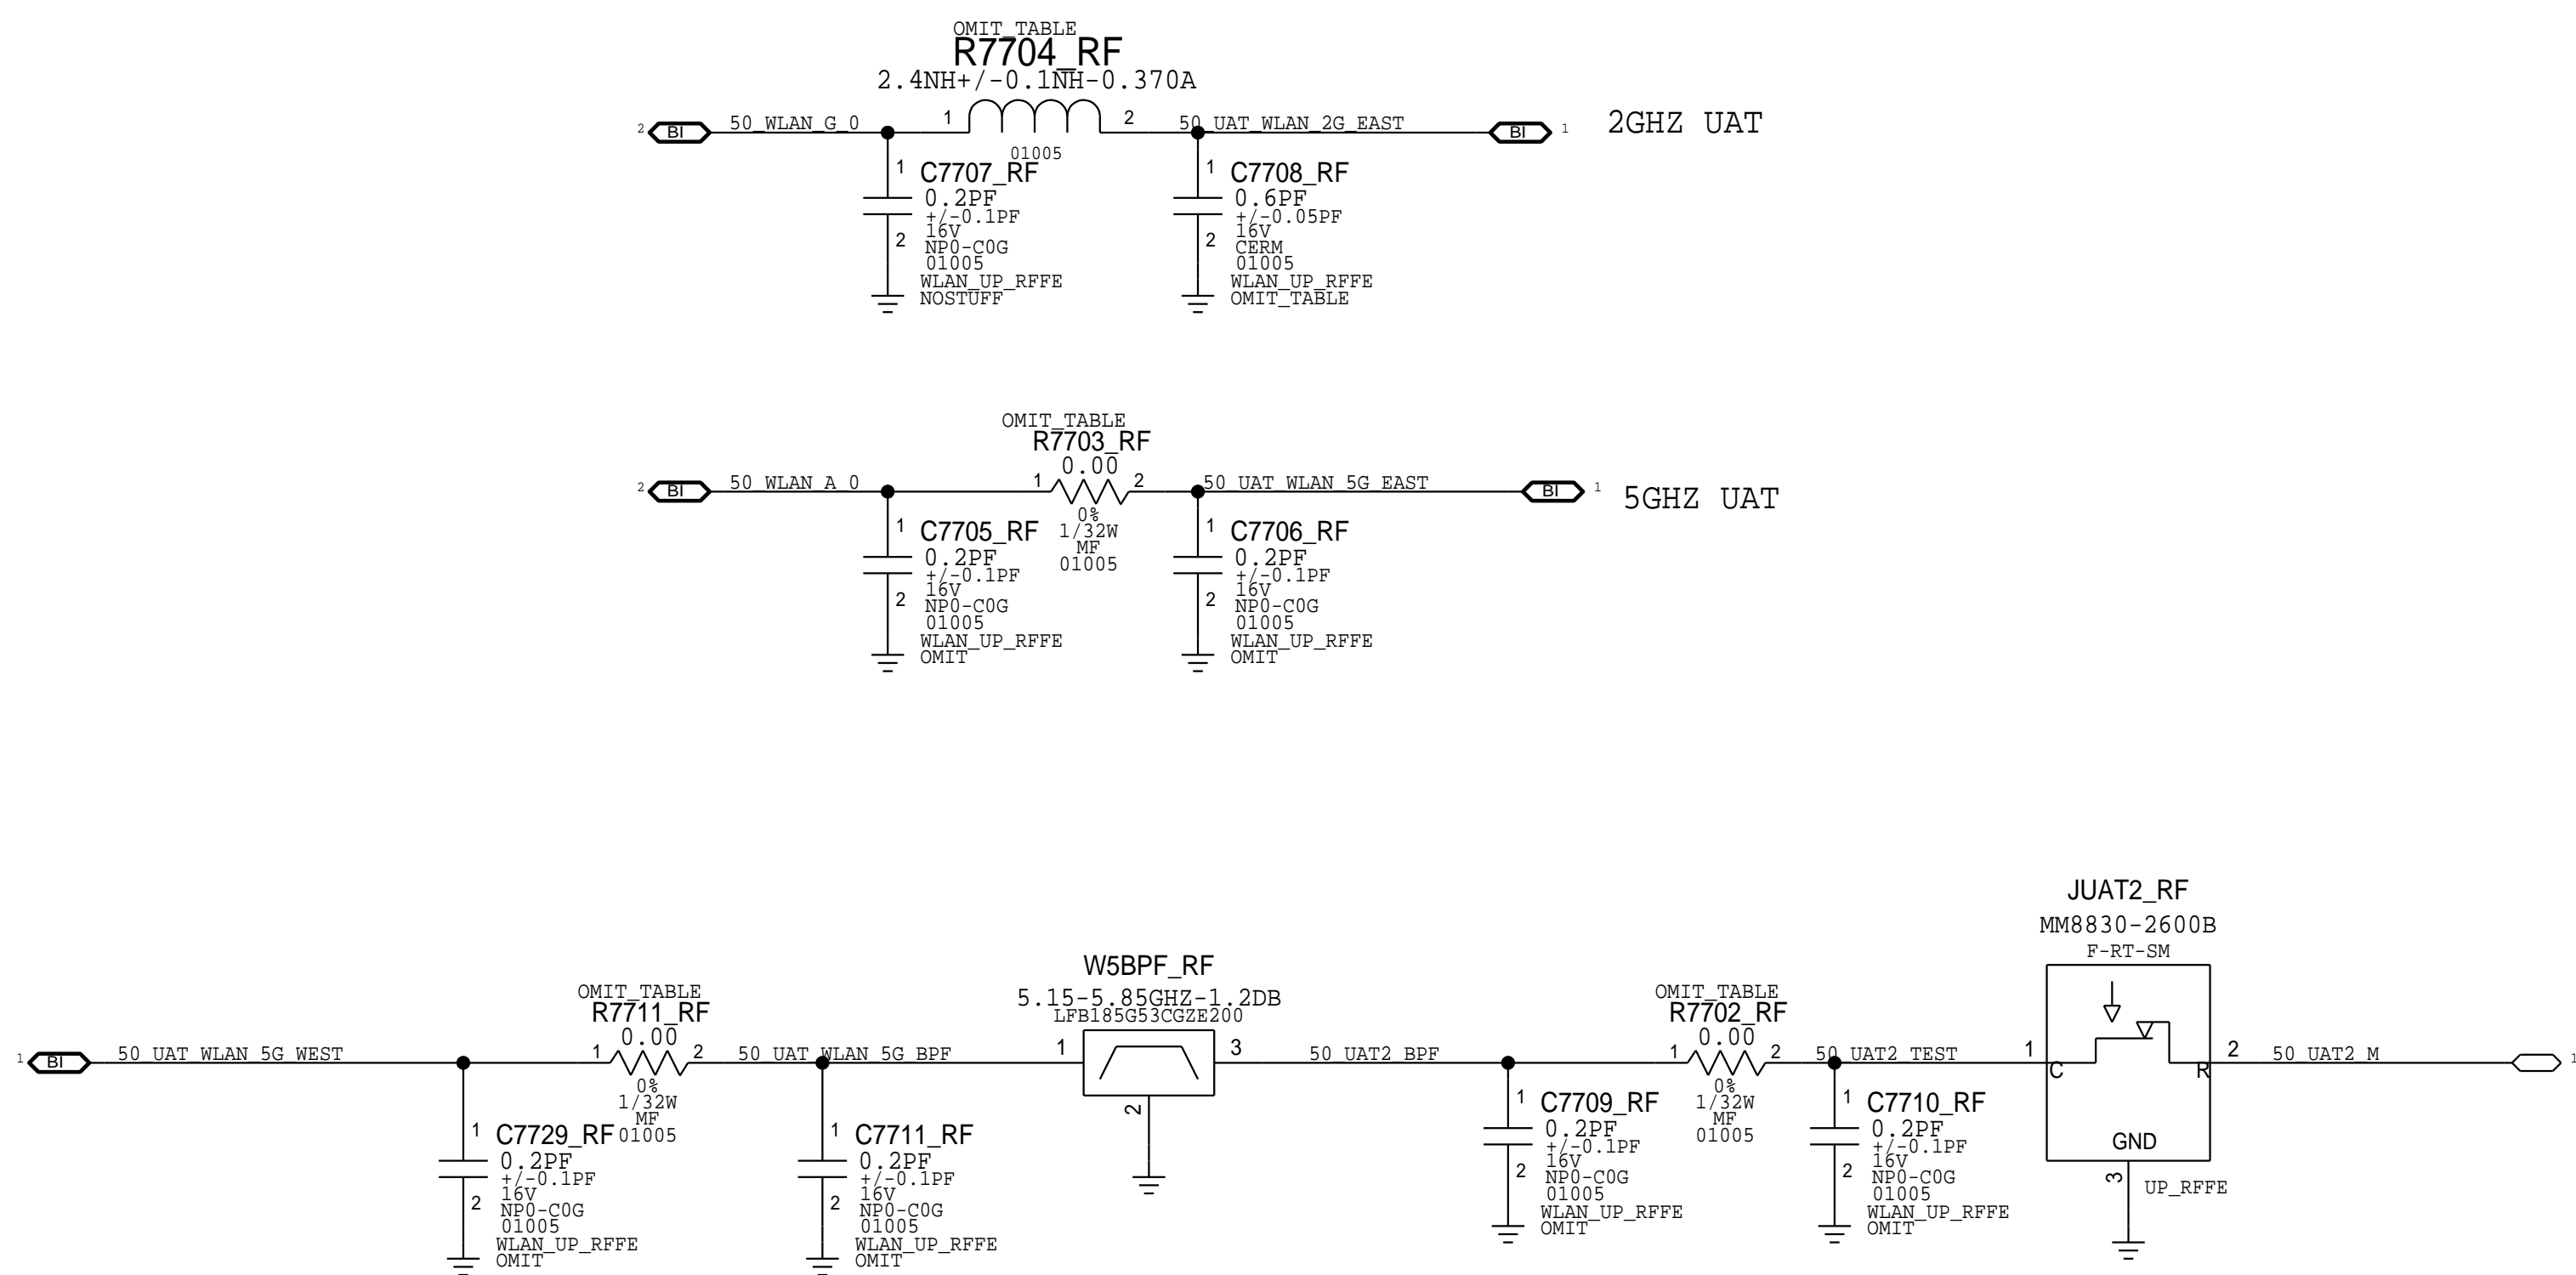 OMIT_TABLE
R7704_RF
2.4NH+/-0.1NH-0.370A
2 BI 50_WLAN_G_0 1 2 50_UAT_WLAN_2G_EAST BI 1 2GHZ UAT
01005
1 C7707_RF
0.2PF
+/-0.1PF
16V
2 NP0-C0G
01005
WLAN_UP_RFFE
NOSTUFF
1 C7708_RF
0.6PF
+/-0.05PF
16V
2 CERM
01005
WLAN_UP_RFFE
OMIT_TABLE
OMIT_TABLE
R7703_RF
0.00
2 BI 50_WLAN_A_0 1 2 50_UAT_WLAN_5G_EAST BI 1 5GHZ UAT
0%
1/32W
MF
01005
1 C7705_RF
0.2PF
+/-0.1PF
16V
2 NP0-C0G
01005
WLAN_UP_RFFE
OMIT
1 C7706_RF
0.2PF
+/-0.1PF
16V
2 NP0-C0G
01005
WLAN_UP_RFFE
OMIT
JUAT2_RF
MM8830-2600B
F-RT-SM
W5BPF_RF
5.15-5.85GHZ-1.2DB
LFB185G53CGZE200
OMIT_TABLE
R7711_RF
0.00
OMIT_TABLE
R7702_RF
0.00
1 BI 50_UAT_WLAN_5G_WEST 1 2 50_UAT_WLAN_5G_BPF 1 3 50_UAT2_BPF 1 2 50_UAT2_TEST 1 C R 2 50_UAT2_M 1
0%
1/32W
MF
01005
2
0%
1/32W
MF
01005
1 C7729_RF
0.2PF
+/-0.1PF
16V
2 NP0-C0G
01005
WLAN_UP_RFFE
OMIT
1 C7711_RF
0.2PF
+/-0.1PF
16V
2 NP0-C0G
01005
WLAN_UP_RFFE
OMIT
1 C7709_RF
0.2PF
+/-0.1PF
16V
2 NP0-C0G
01005
WLAN_UP_RFFE
OMIT
1 C7710_RF
0.2PF
+/-0.1PF
16V
2 NP0-C0G
01005
WLAN_UP_RFFE
OMIT
GND
3 UP_RFFE